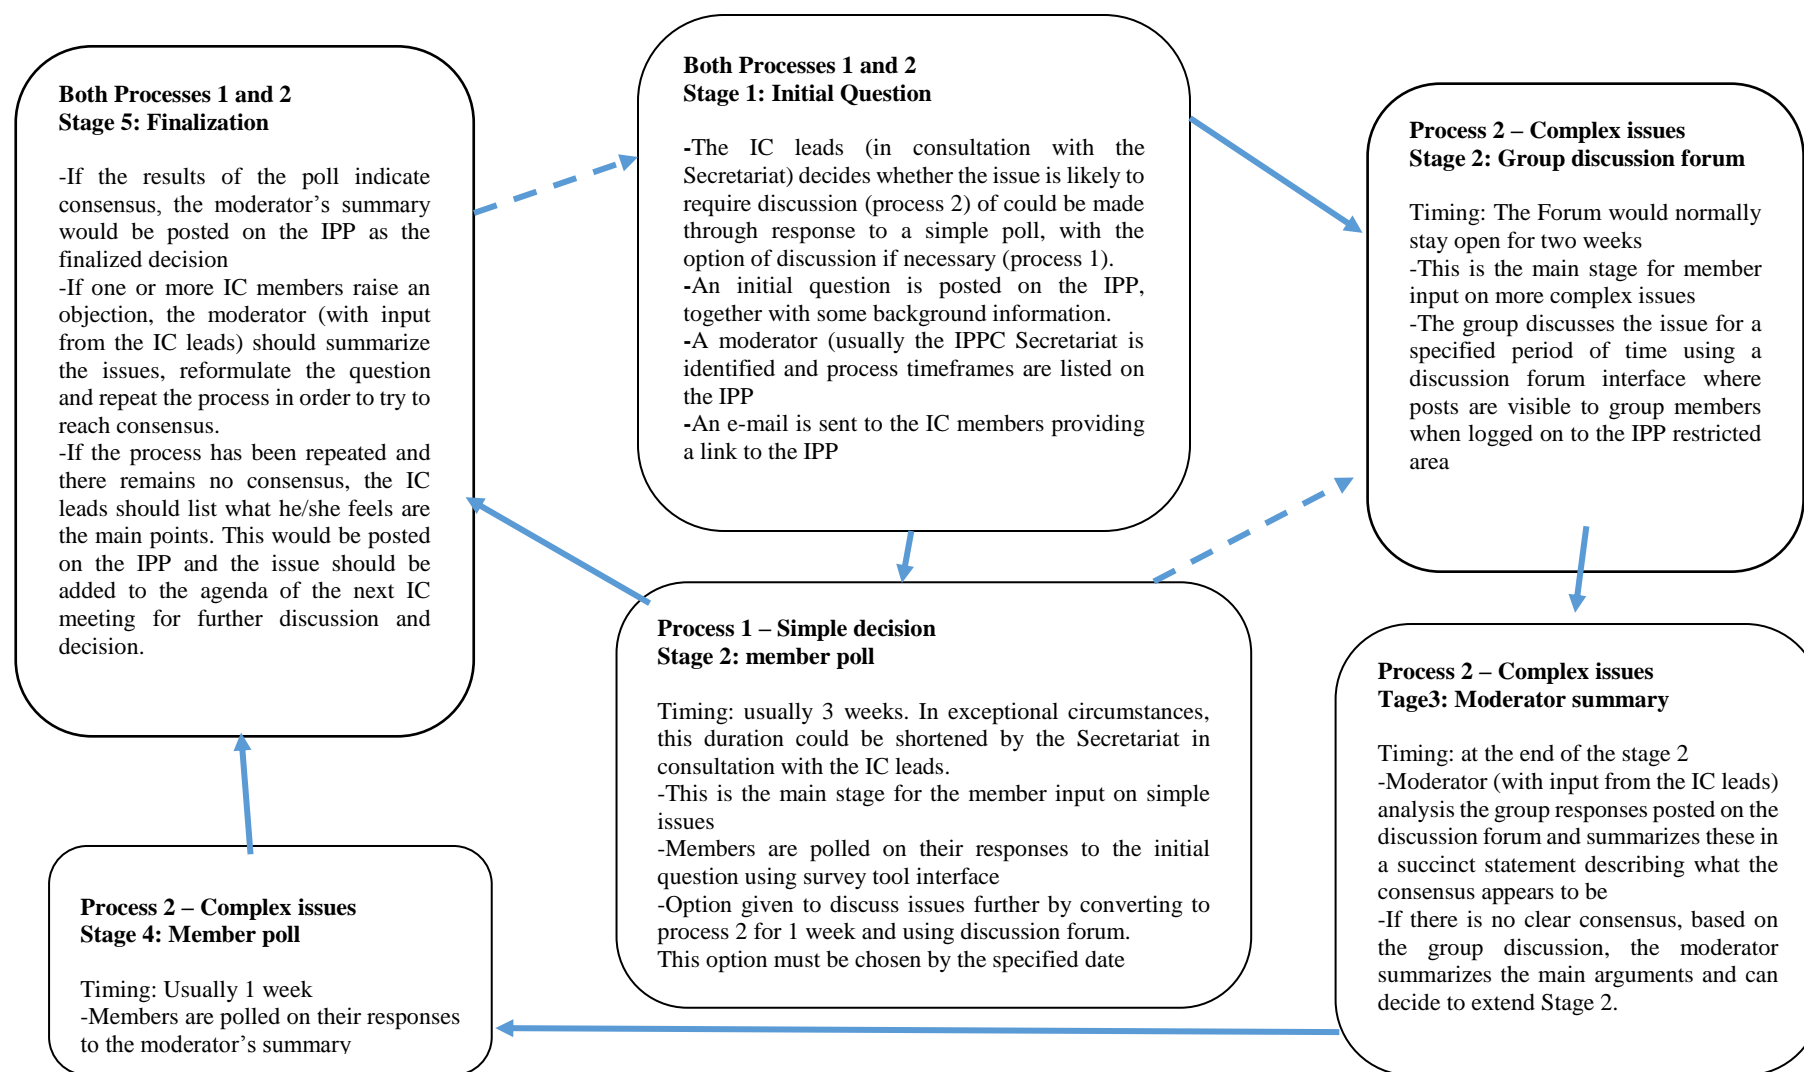 Both Processes 1 and 2
Stage 5: Finalization
-If the results of the poll indicate
consensus, the moderator's summary
would be posted on the IPP as the
finalized decision
-If one or more IC members raise an
objection, the moderator (with input
from the IC leads) should summarize
the issues, reformulate the question
and repeat the process in order to try to
reach consensus.
-If the process has been repeated and
there remains no consensus, the IC
leads should list what he/she feels are
the main points. This would be posted
on the IPP and the issue should be
added to the agenda of the next IC
meeting for further discussion and
decision.
Both Processes 1 and 2
Stage 1: Initial Question
-The IC leads (in consultation with the
Secretariat) decides whether the issue is likely to
require discussion (process 2) of could be made
through response to a simple poll, with the
option of discussion if necessary (process 1).
-An initial question is posted on the IPP,
together with some background information.
-A moderator (usually the IPPC Secretariat is
identified and process timeframes are listed on
the IPP
-An e-mail is sent to the IC members providing
a link to the IPP
Process 2 – Complex issues
Stage 2: Group discussion forum
Timing: The Forum would normally
stay open for two weeks
-This is the main stage for member
input on more complex issues
-The group discusses the issue for a
specified period of time using a
discussion forum interface where
posts are visible to group members
when logged on to the IPP restricted
area
Process 1 – Simple decision
Stage 2: member poll
Timing: usually 3 weeks. In exceptional circumstances,
this duration could be shortened by the Secretariat in
consultation with the IC leads.
-This is the main stage for the member input on simple
issues
-Members are polled on their responses to the initial
question using survey tool interface
-Option given to discuss issues further by converting to
process 2 for 1 week and using discussion forum.
This option must be chosen by the specified date
Process 2 – Complex issues
Tage3: Moderator summary
Timing: at the end of the stage 2
-Moderator (with input from the IC leads)
analysis the group responses posted on the
discussion forum and summarizes these in
a succinct statement describing what the
consensus appears to be
-If there is no clear consensus, based on
the group discussion, the moderator
summarizes the main arguments and can
decide to extend Stage 2.
Process 2 – Complex issues
Stage 4: Member poll
Timing: Usually 1 week
-Members are polled on their responses
to the moderator's summary